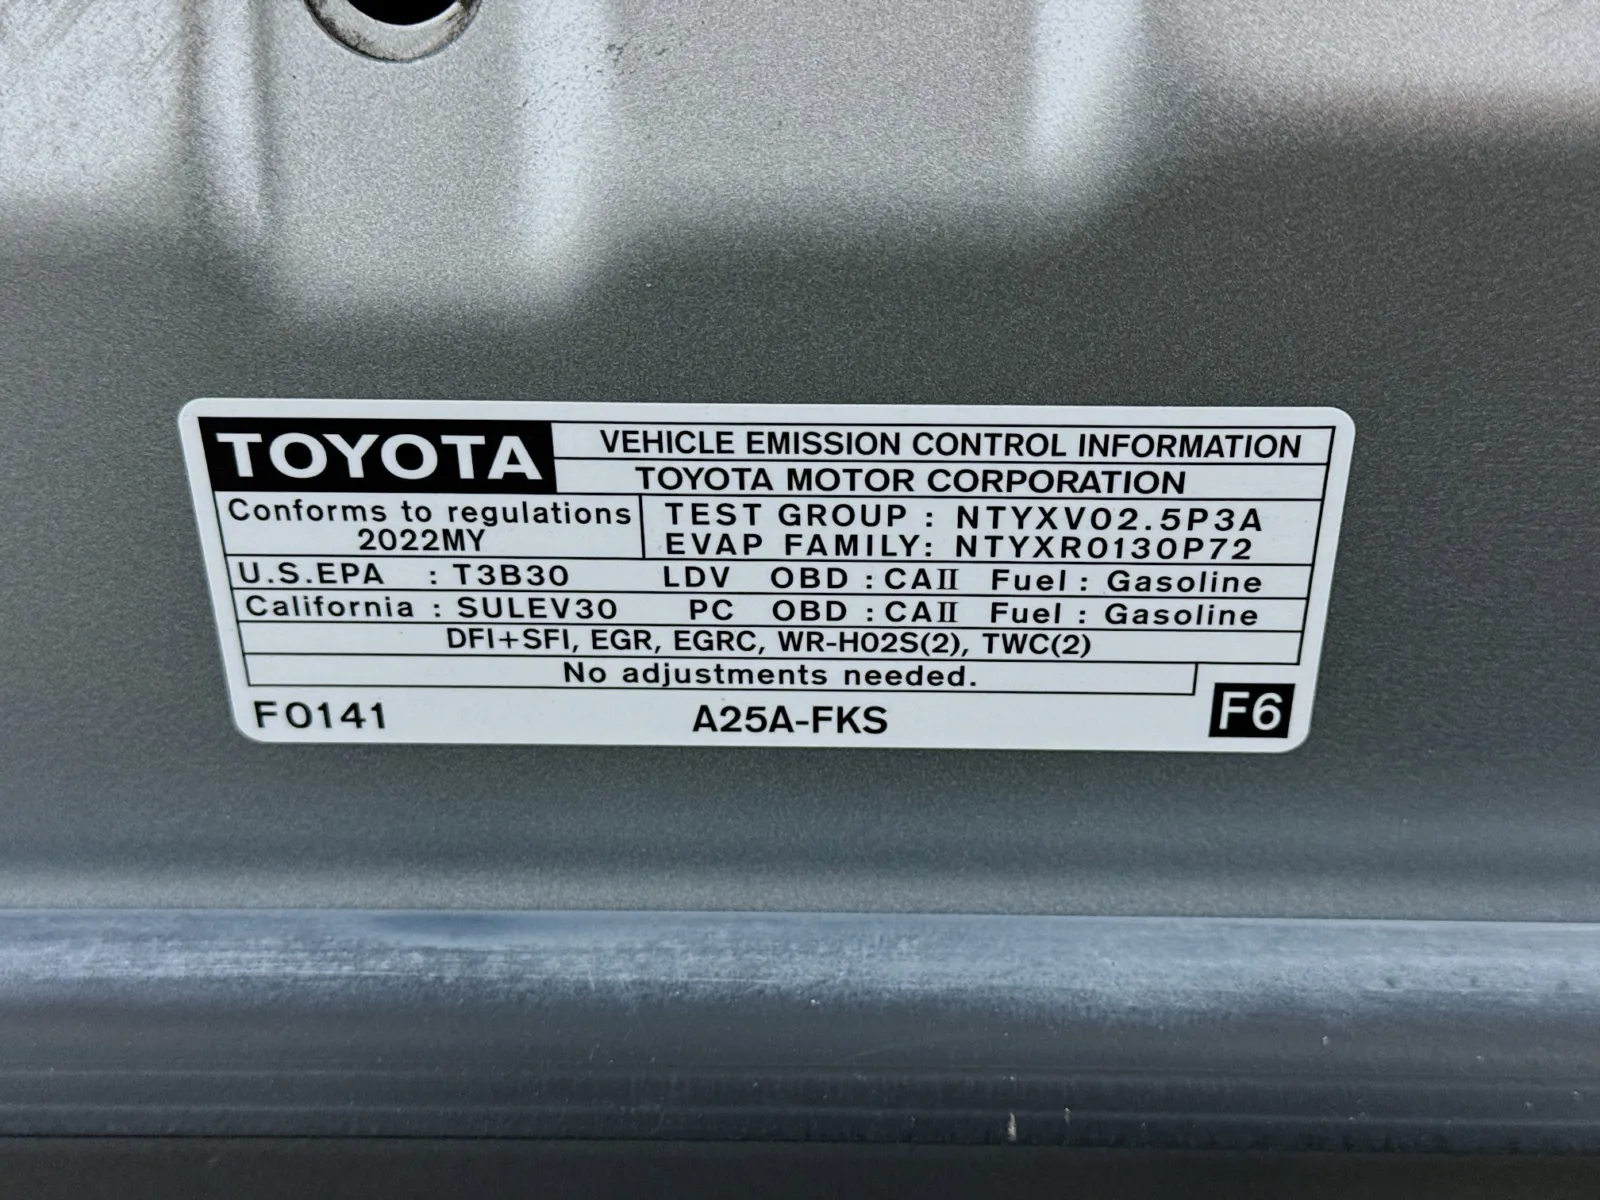 TOYOTA
VEHICLE EMISSION CONTROL INFORMATION
TOYOTA MOTOR CORPORATION
Conforms to regulations
2022MY
TEST GROUP : NTYXV02.5P3A
EVAP FAMILY: NTYXR0130P72
U.S.EPA : T3B30 LDV OBD : CAII Fuel : Gasoline
California : SULEV30 PC OBD : CAII Fuel : Gasoline
DFI+SFI, EGR, EGRC, WR-HO2S(2), TWC(2)
No adjustments needed.
F0141 A25A-FKS F6